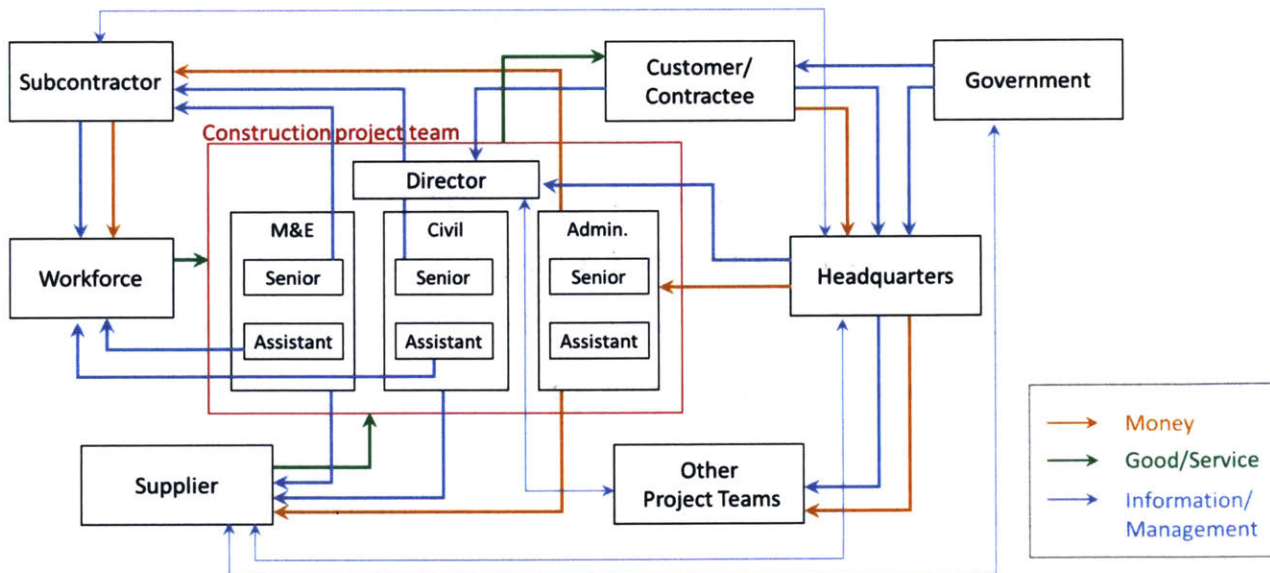 Subcontractor
Customer/
Contractee
Government
Construction project team
Director
M&E
Civil
Admin.
Workforce
Senior
Senior
Senior
Headquarters
Assistant
Assistant
Assistant
Money
Good/Service
Supplier
Other
Project Teams
Information/
Management